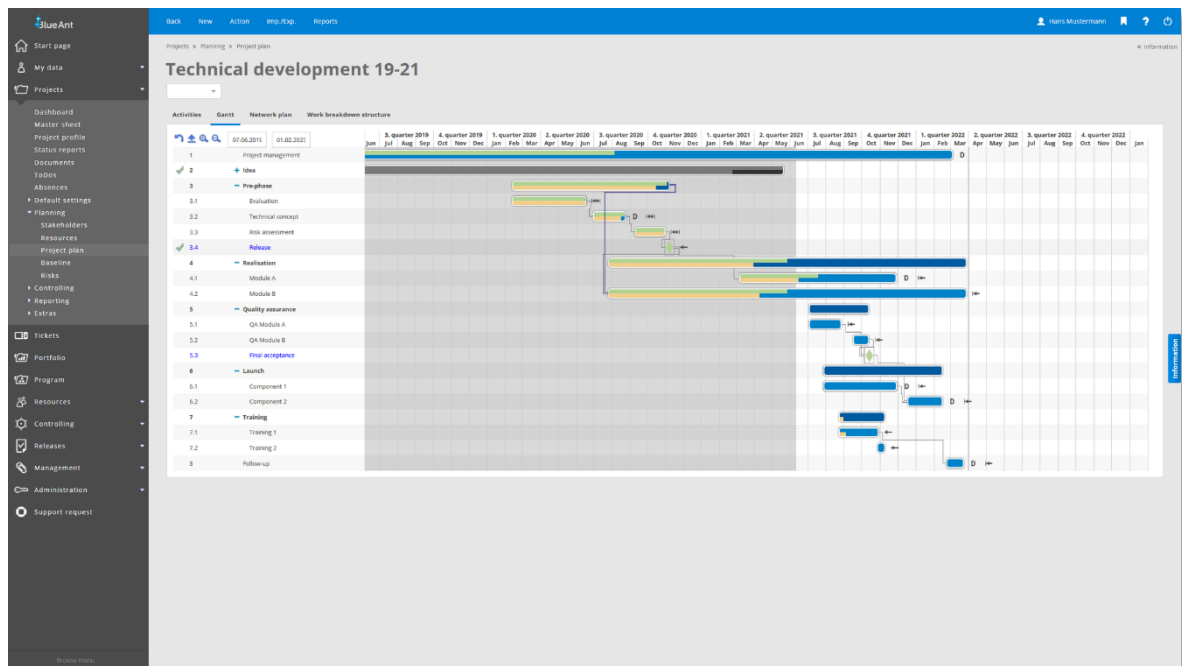 Blue Ant
Back New Action Imp./Exp. Reports
Hans Mustermann ?
Start page
My data
Projects
Dashboard
Master sheet
Project profile
Status reports
Documents
ToDos
Absences
Default settings
Planning
Stakeholders
Resources
Project plan
Baseline
Risks
Controlling
Reporting
Extras
Tickets
Portfolio
Program
Resources
Controlling
Releases
Management
Administration
Support request
Browse menu
Projects » Planning » Project plan
« Information
Technical development 19-21
Activities Gantt Network plan Work breakdown structure
07.06.2019
3. quarter 2019 4. quarter 2019 1. quarter 2020 2. quarter 2020 3. quarter 2020 4. quarter 2020 1. quarter 2021 2. quarter 2021 3. quarter 2021 4. quarter 2021 1. quarter 2022 2. quarter 2022 3. quarter 2022 4. quarter 2022
Jun Jul Aug Sep Oct Nov Dec Jan Feb Mar Apr May Jun Jul Aug Sep Oct Nov Dec Jan Feb Mar Apr May Jun Jul Aug Sep Oct Nov Dec Jan Feb Mar Apr May Jun Jul Aug Sep Oct Nov Dec Jan
1 Project management D
2 Idea
3 Pre-phase
3.1 Evaluation
3.2 Technical concept D
3.3 Risk assessment
3.4 Release
4 Realisation
4.1 Module A D
4.2 Module B
5 Quality assurance
5.1 QA Module A
5.2 QA Module B
5.3 Final acceptance
6 Launch
6.1 Component 1 D
6.2 Component 2 D
7 Training
7.1 Training 1
7.2 Training 2
8 Follow-up D
Information